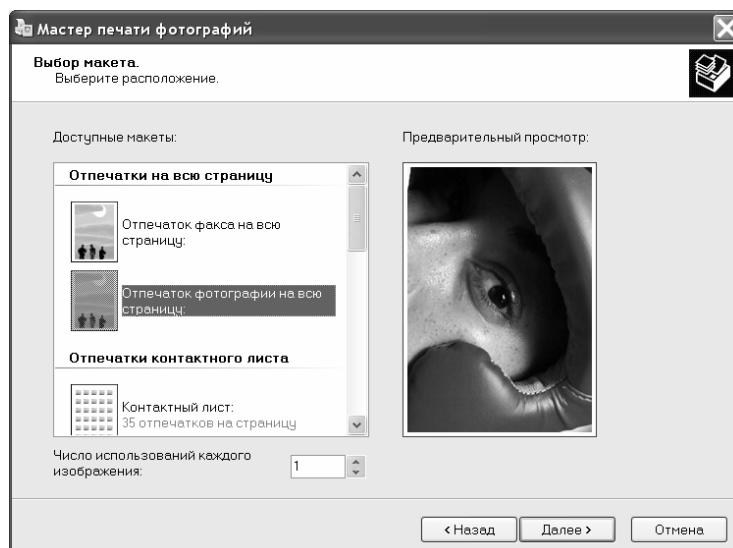 Мастер печати фотографий
Выбор макета.
Выберите расположение.
Доступные макеты:
Предварительный просмотр:
Отпечатки на всю страницу
Отпечаток факса на всю
страницу:
Отпечаток фотографии на всю
страницу:
Отпечатки контактного листа
Контактный лист:
35 отпечатков на страницу
Число использований каждого
изображения:
1
< Назад
Далее >
Отмена